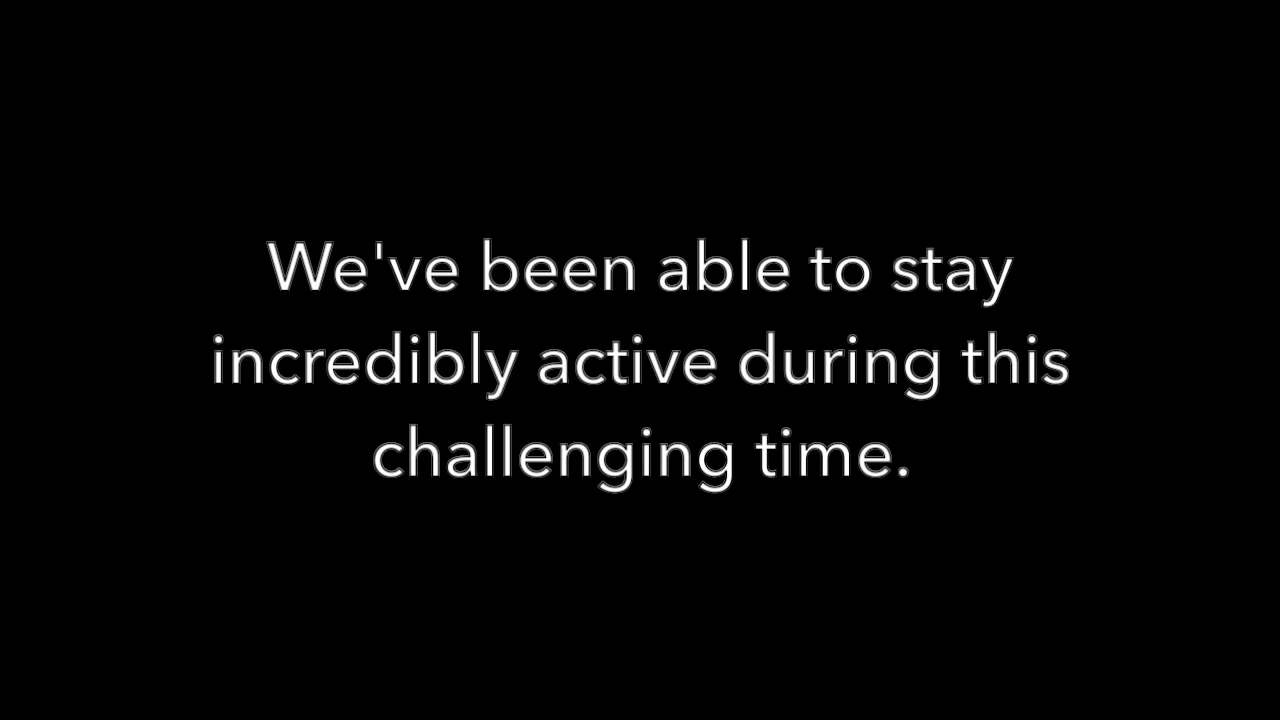 We've been able to stay
incredibly active during this
challenging time.